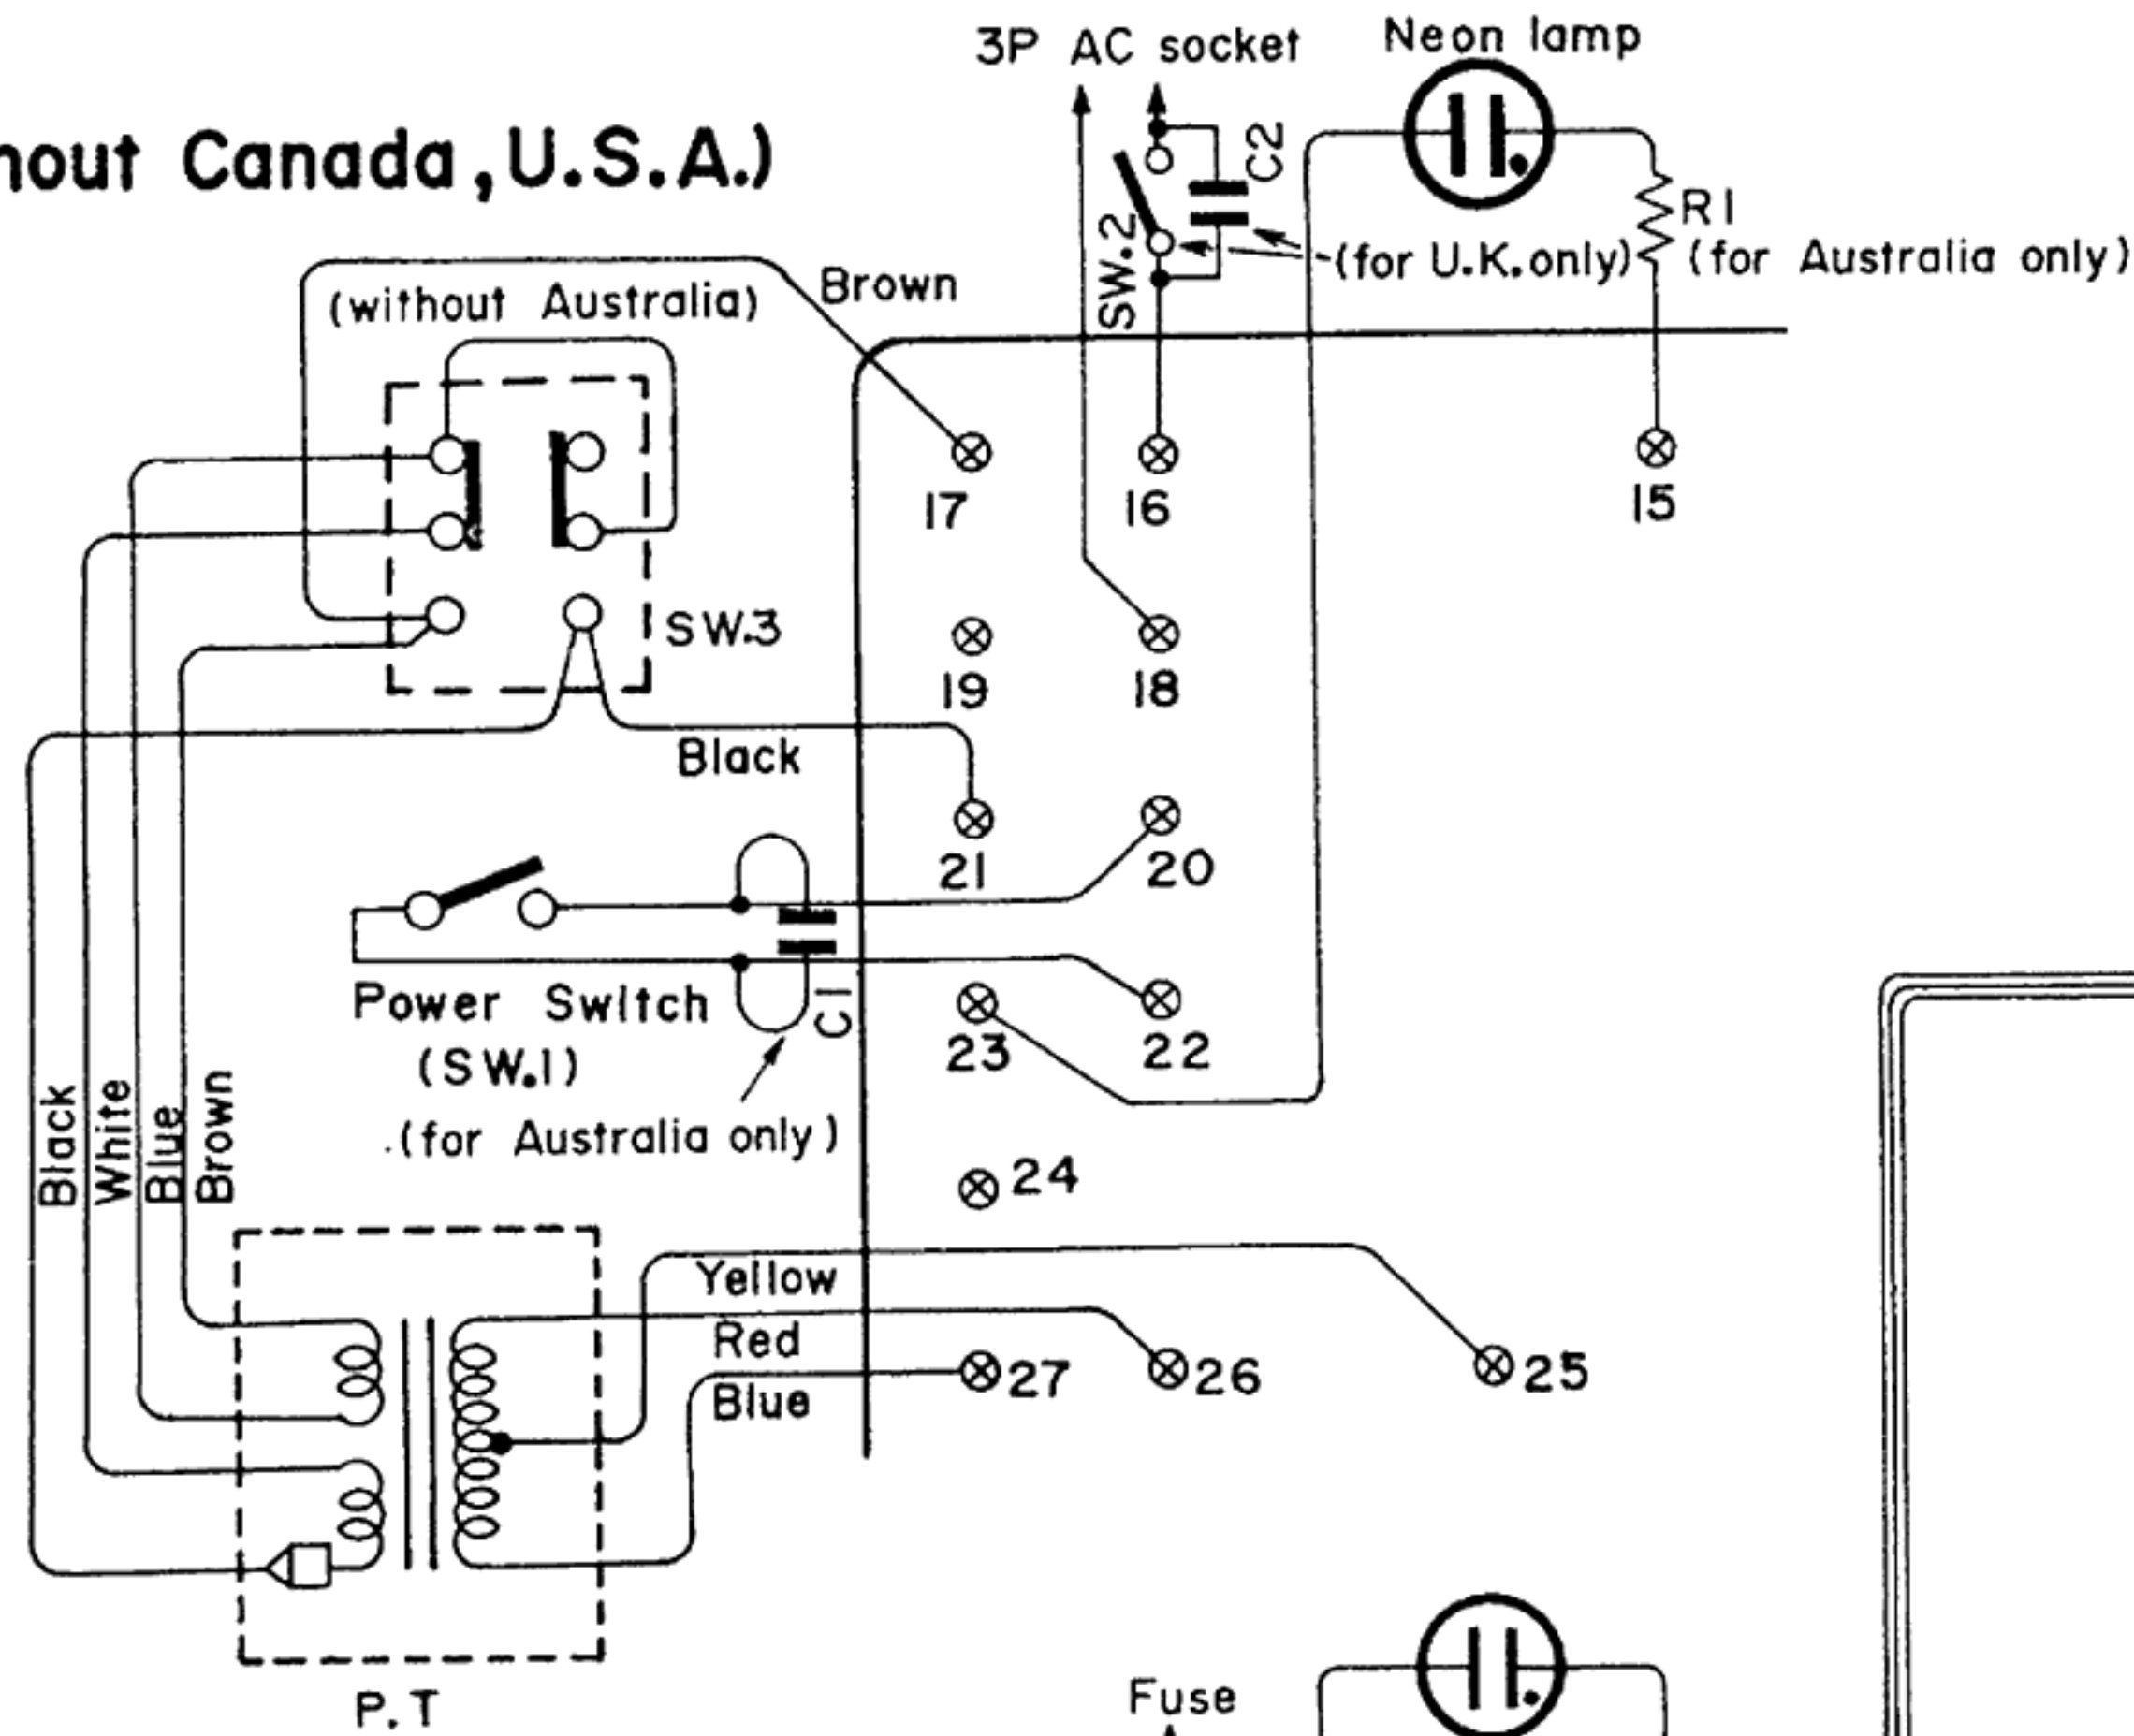 3P AC socket
Neon lamp
hout Canada, U.S.A.)
C2
R1
SW.2
(for U.K. only)
(for Australia only)
(without Australia)
Brown
17
16
15
SW.3
19
18
Black
21
20
Power Switch
(SW.1)
C1
(for Australia only)
23
22
Black
White
Blue
Brown
24
Yellow
Red
Blue
27
26
25
P.T
Fuse